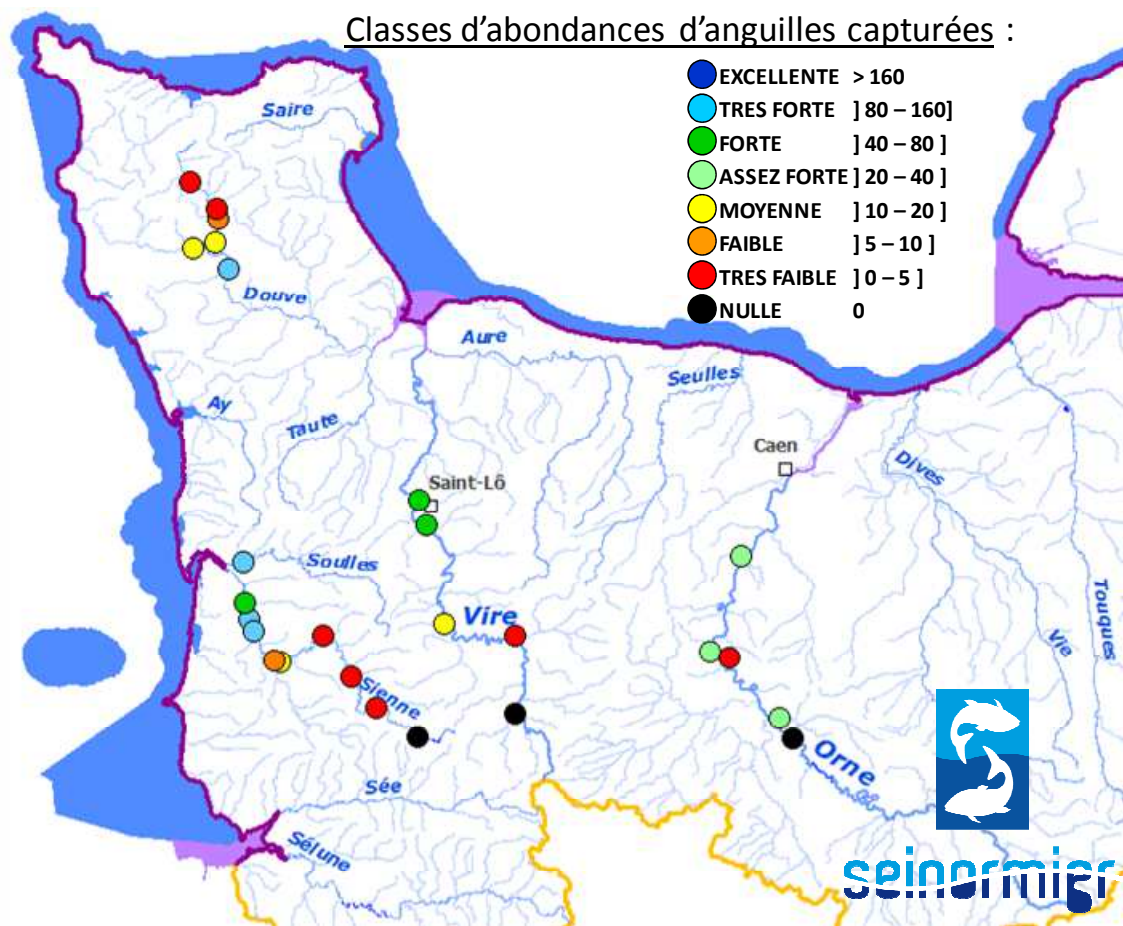 Classes d’abondances d’anguilles capturées :
EXCELLENTE > 160
TRES FORTE ] 80 – 160]
FORTE ] 40 – 80 ]
ASSEZ FORTE ] 20 – 40 ]
MOYENNE ] 10 – 20 ]
FAIBLE ] 5 – 10 ]
TRES FAIBLE ] 0 – 5 ]
NULLE 0
Saire
Douve
Aure
Seulles
Ay
Taute
Caen
Dives
Saint-Lô
Soulles
Vire
Touques
Vie
Sienne
Orne
Sée
Sélune
seinormigr